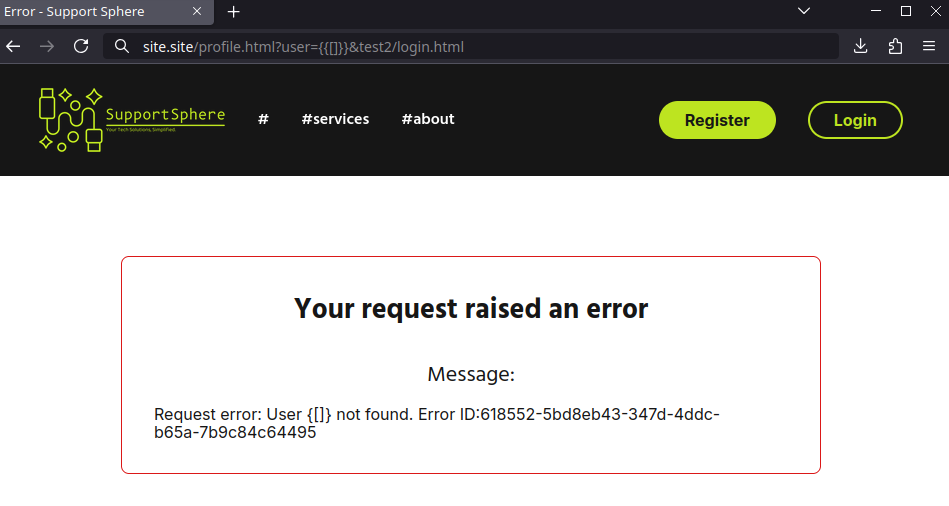 Error - Support Sphere
site.site/profile.html?user={{[]}}&test2/login.html
SupportSphere
Your Tech Solutions, Simplified.
# #services #about Register Login
Your request raised an error
Message:
Request error: User {[]} not found. Error ID:618552-5bd8eb43-347d-4ddc-
b65a-7b9c84c64495